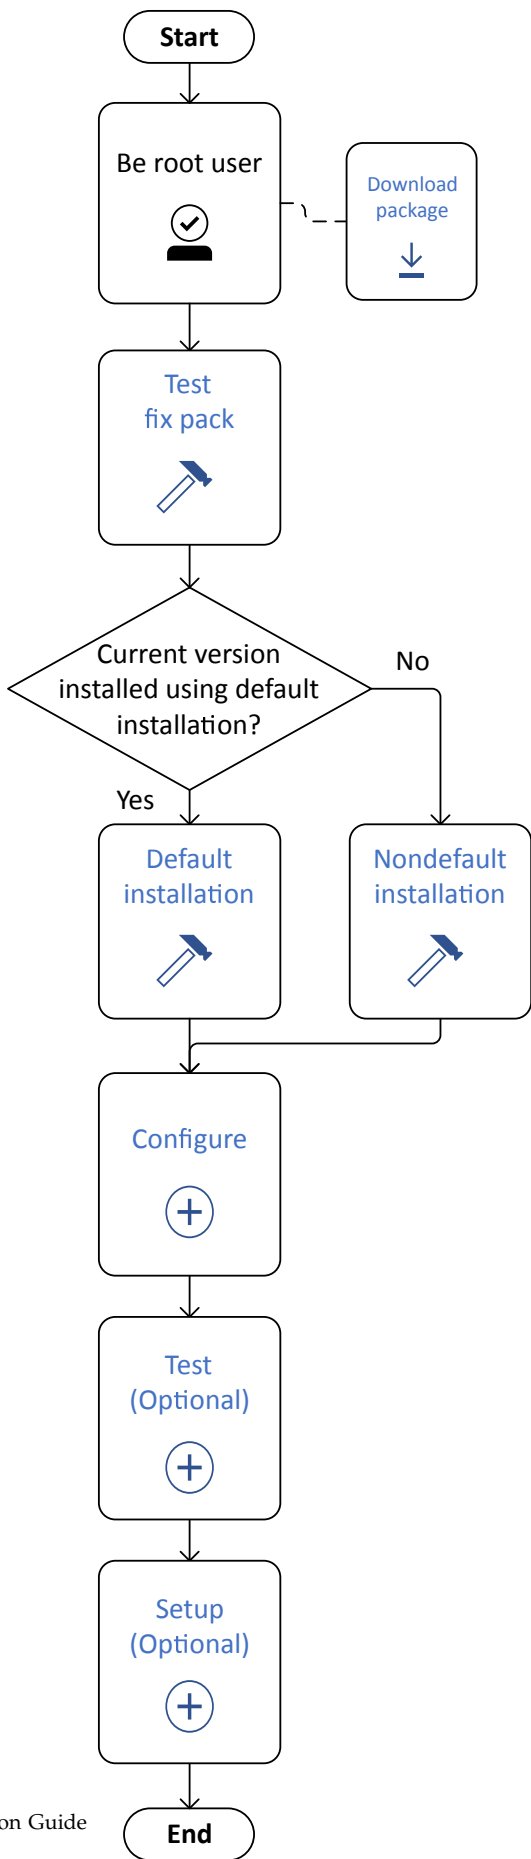 Start
Be root user
Download
package
Test
fix pack
Current version
installed using default
installation?
No
Yes
Default
installation
Nondefault
installation
Configure
Test
(Optional)
Setup
(Optional)
on Guide
End